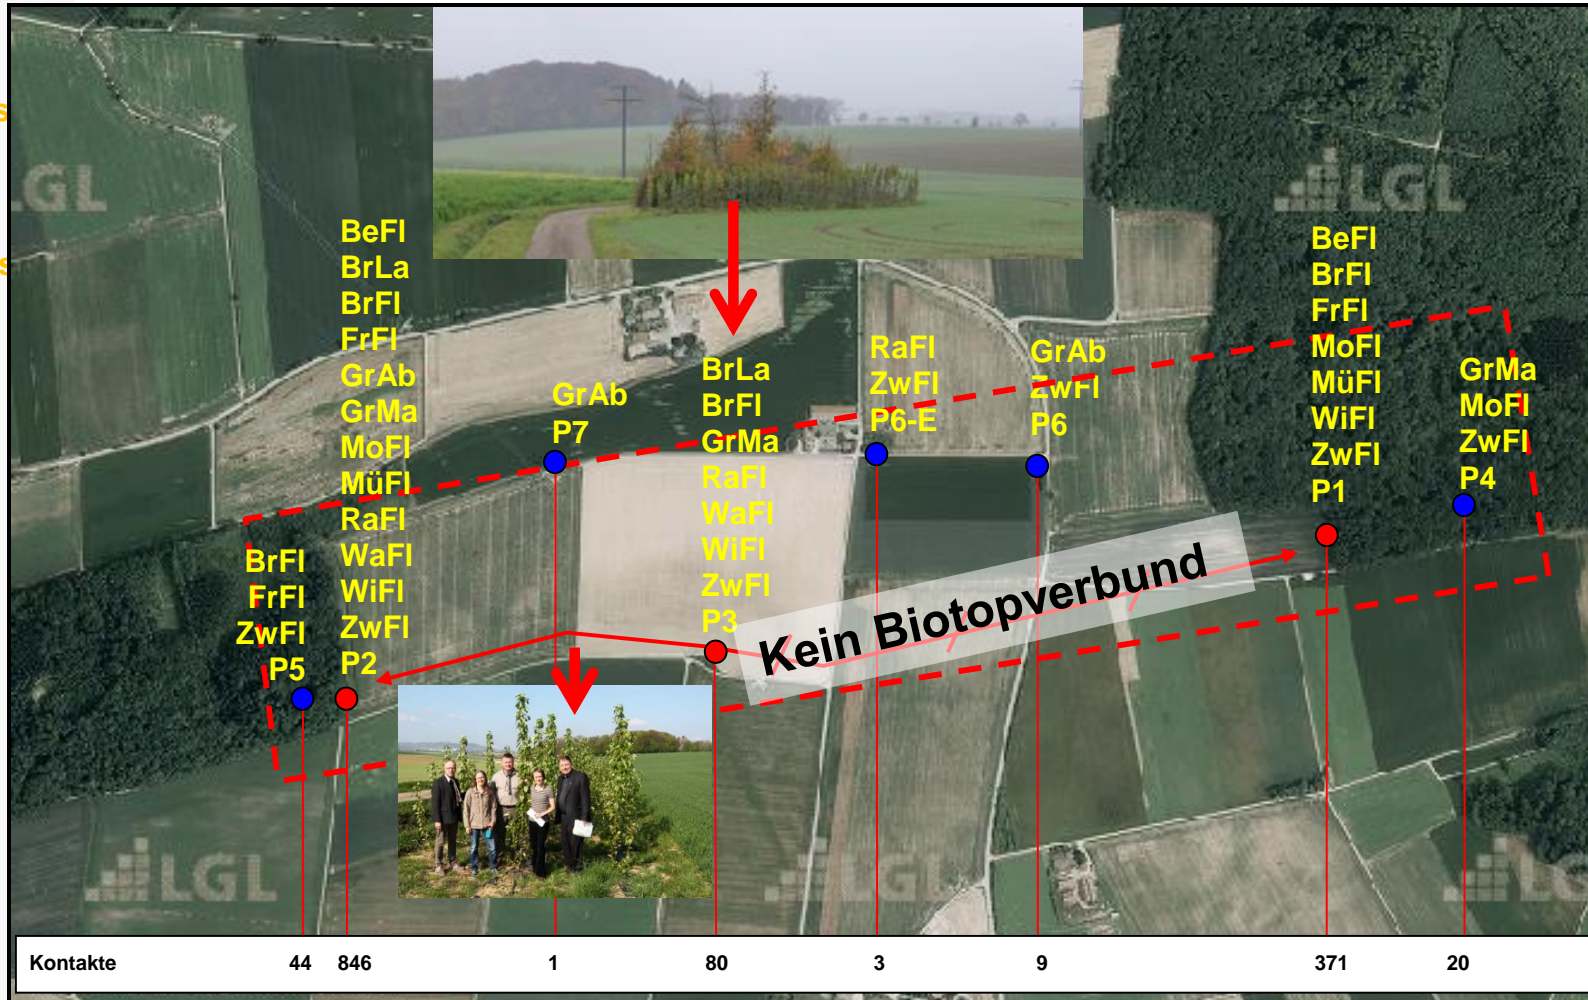 s
s
LGL
LGL
BeFl
BrLa
BrFl
FrFl
GrAb
GrMa
MoFl
MüFl
RaFl
WaFl
WiFl
ZwFl
P2
BrFl
FrFl
ZwFl
P5
GrAb
P7
BrLa
BrFl
GrMa
RaFl
WaFl
WiFl
ZwFl
P3
RaFl
ZwFl
P6-E
GrAb
ZwFl
P6
BeFl
BrFl
FrFl
MoFl
MüFl
WiFl
ZwFl
P1
GrMa
MoFl
ZwFl
P4
Kein Biotopverbund
LGL
LGL
LG
Kontakte 44 846 1 80 3 9 371 20